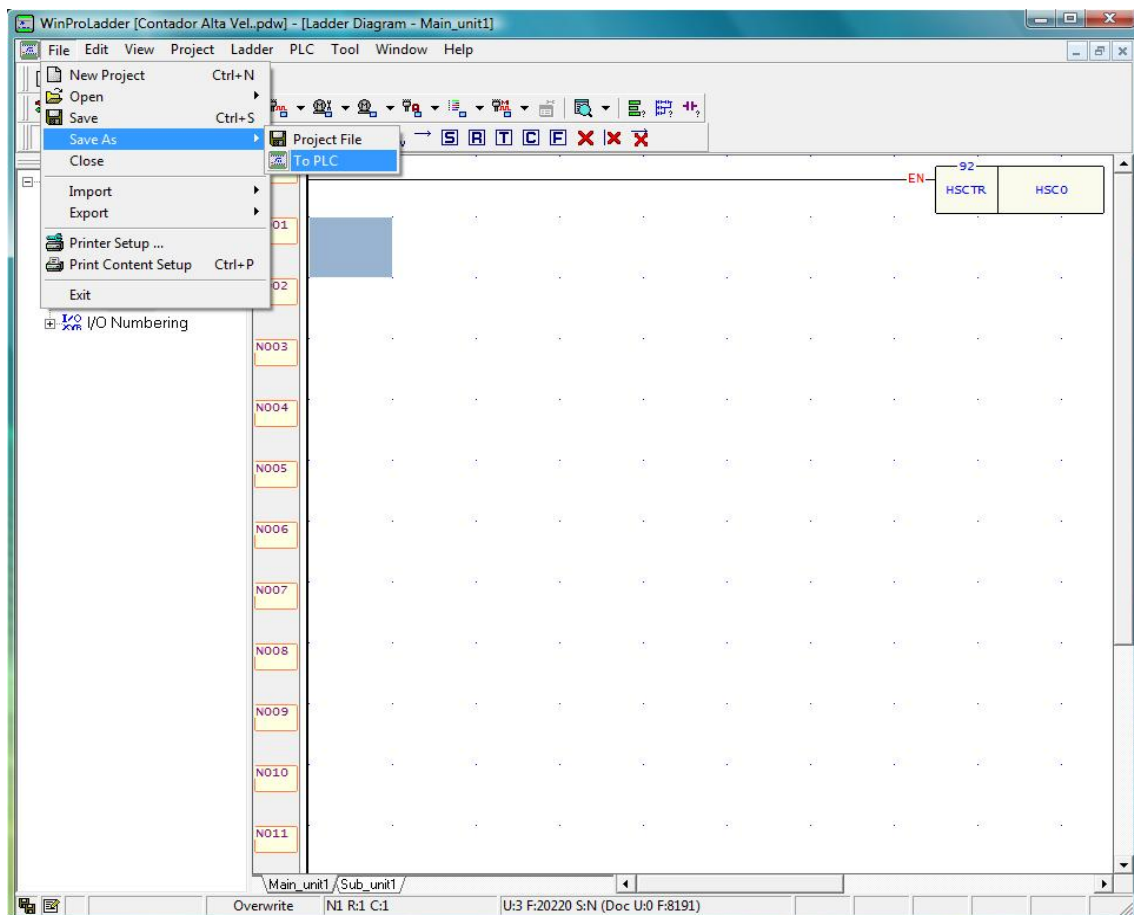 WinProLadder [Contador Alta Vel..pdw] - [Ladder Diagram - Main_unit1]
File Edit View Project Ladder PLC Tool Window Help
New Project Ctrl+N
Open
Save Ctrl+S
Save As
Project File
To PLC
Close
Import
Export
Printer Setup ...
Print Content Setup Ctrl+P
Exit
I/O Numbering
S R T C F
EN
92
HSCTR HSC0
01
02
N003
N004
N005
N006
N007
N008
N009
N010
N011
Main_unit1 Sub_unit1
Overwrite N1 R:1 C:1 U:3 F:20220 S:N (Doc U:0 F:8191)